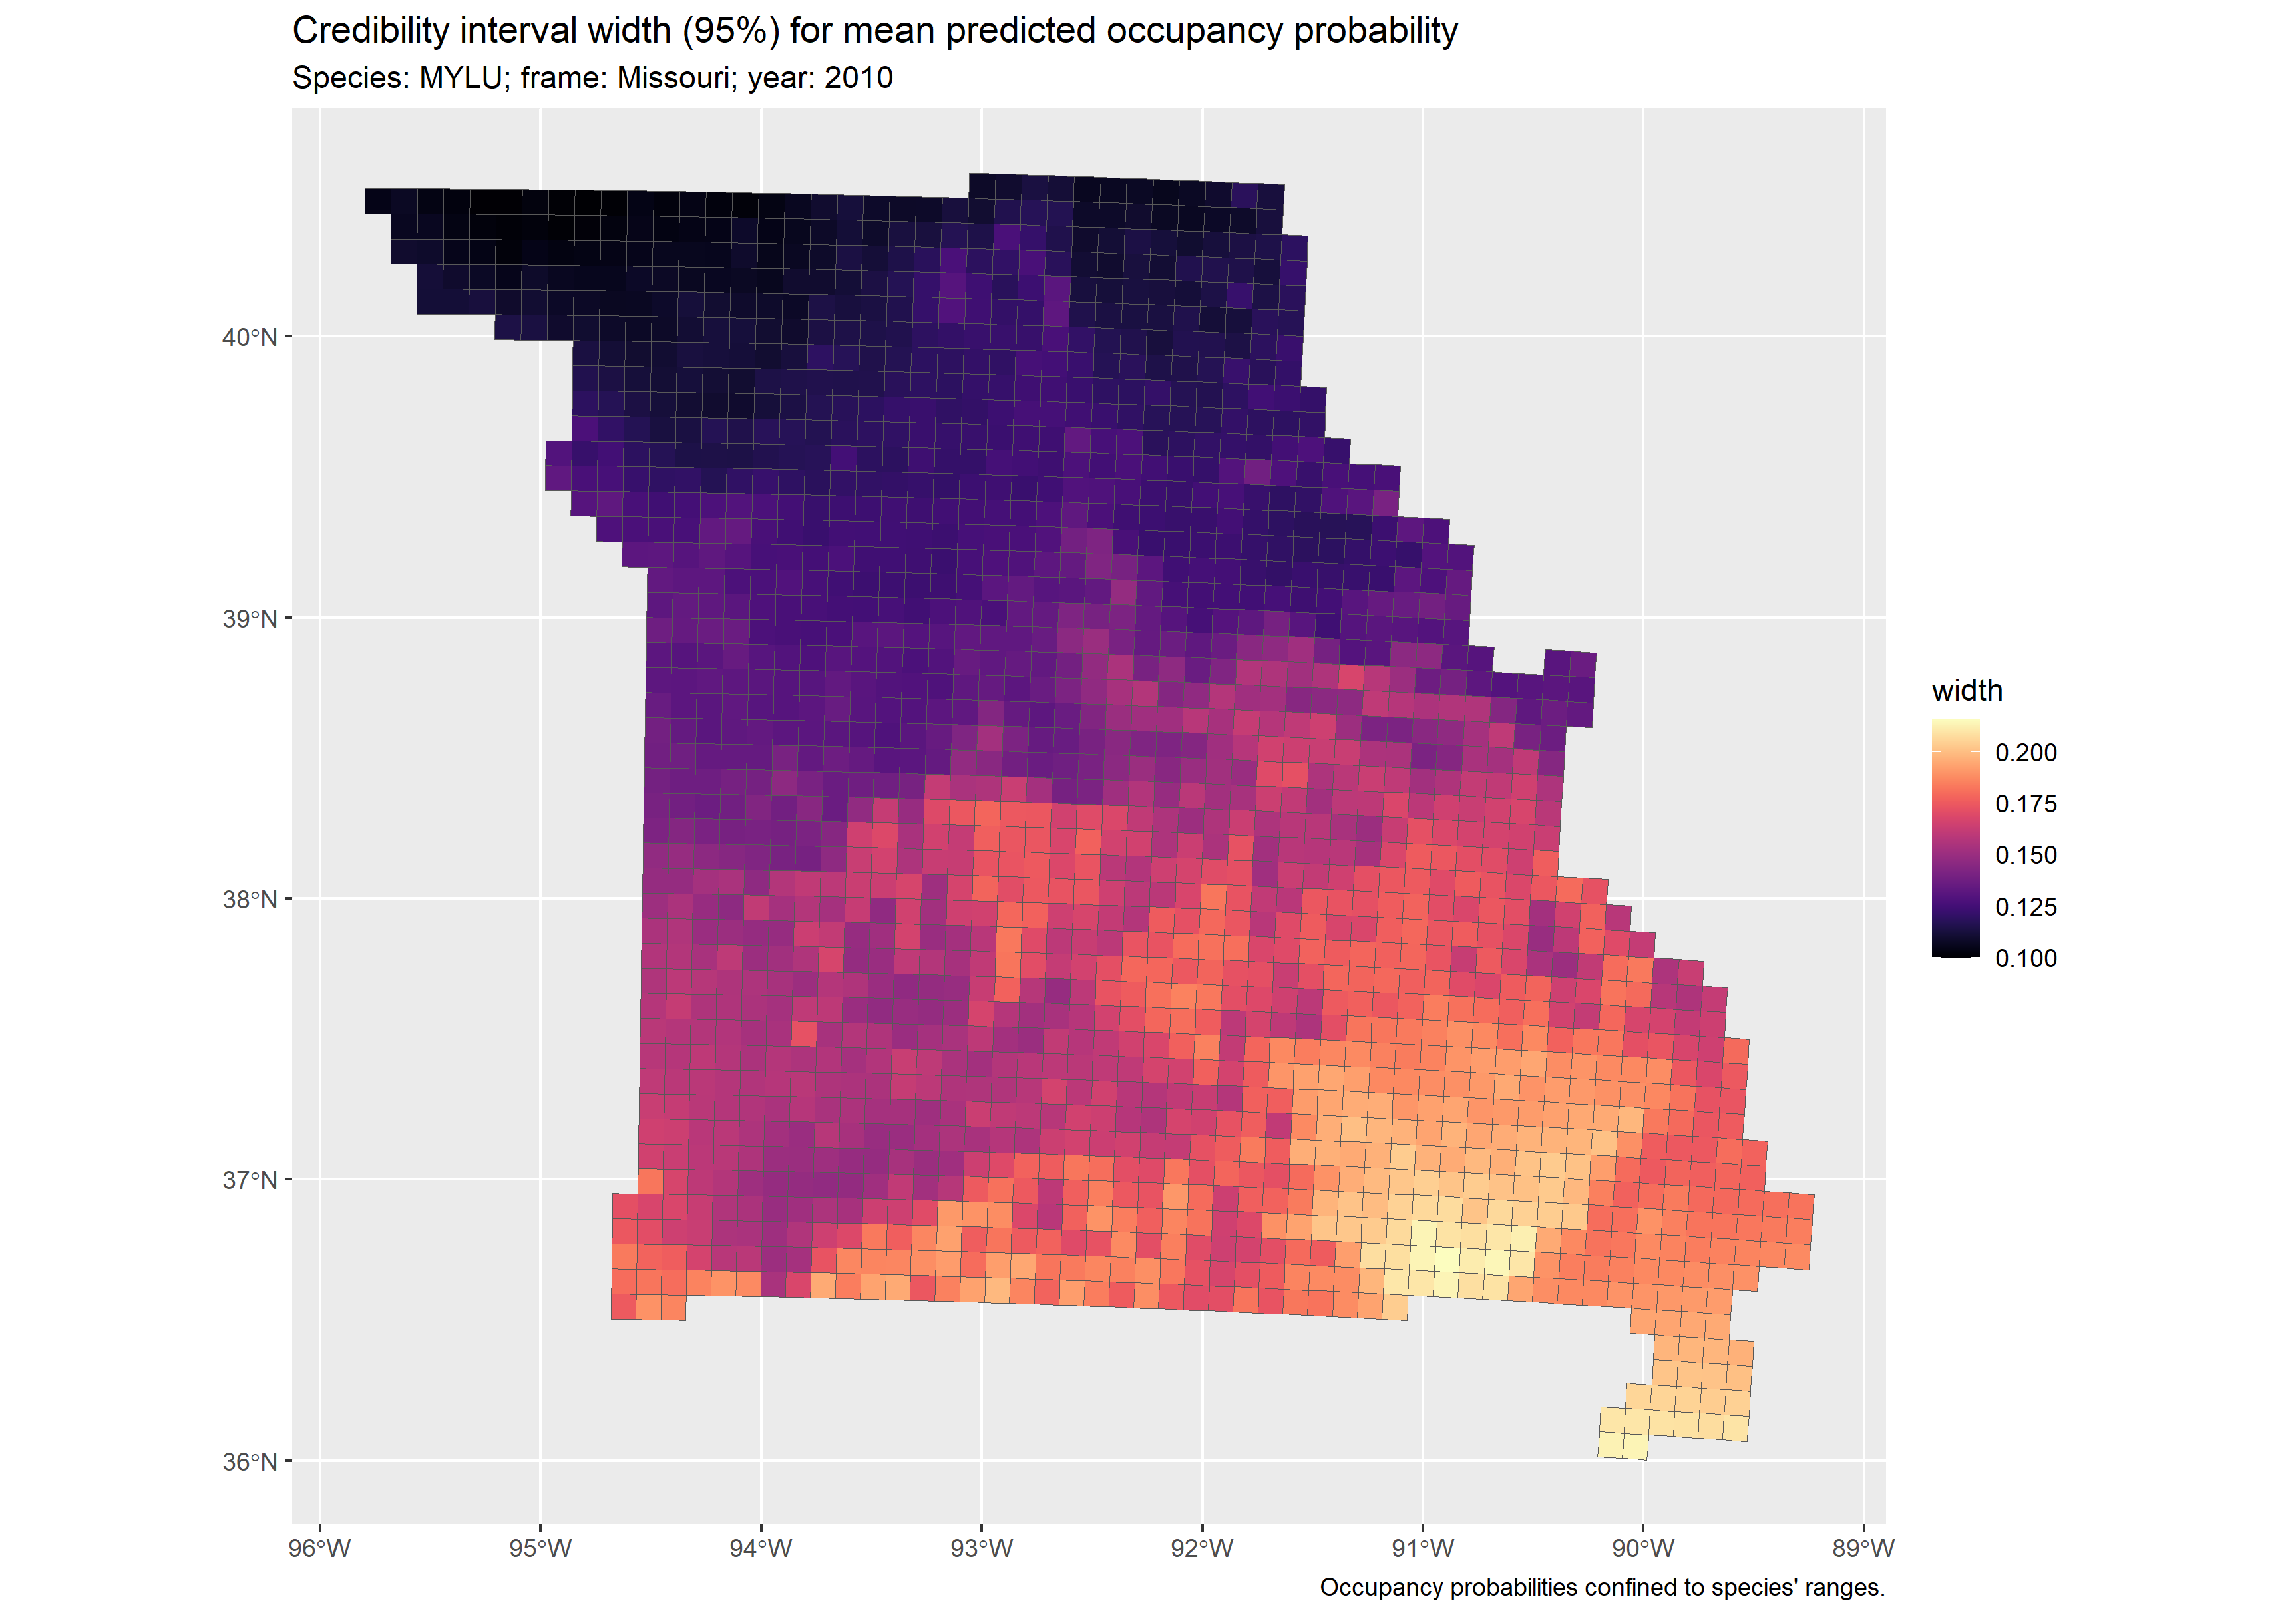 Credibility interval width (95%) for mean predicted occupancy probability
Species: MYLU; frame: Missouri; year: 2010
40°N
39°N
38°N
37°N
36°N
96°W 95°W 94°W 93°W 92°W 91°W 90°W 89°W
width
0.200
0.175
0.150
0.125
0.100
Occupancy probabilities confined to species' ranges.